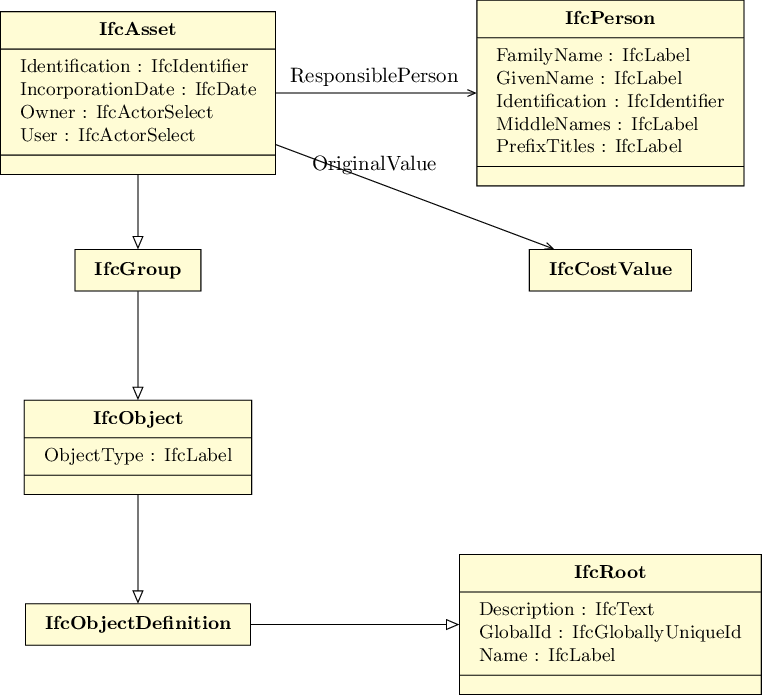 IfcAsset
Identification : IfcIdentifier
IncorporationDate : IfcDate
Owner : IfcActorSelect
User : IfcActorSelect
ResponsiblePerson
IfcPerson
FamilyName : IfcLabel
GivenName : IfcLabel
Identification : IfcIdentifier
MiddleNames : IfcLabel
PrefixTitles : IfcLabel
OriginalValue
IfcGroup
IfcCostValue
IfcObject
ObjectType : IfcLabel
IfcObjectDefinition
IfcRoot
Description : IfcText
GlobalId : IfcGloballyUniqueId
Name : IfcLabel